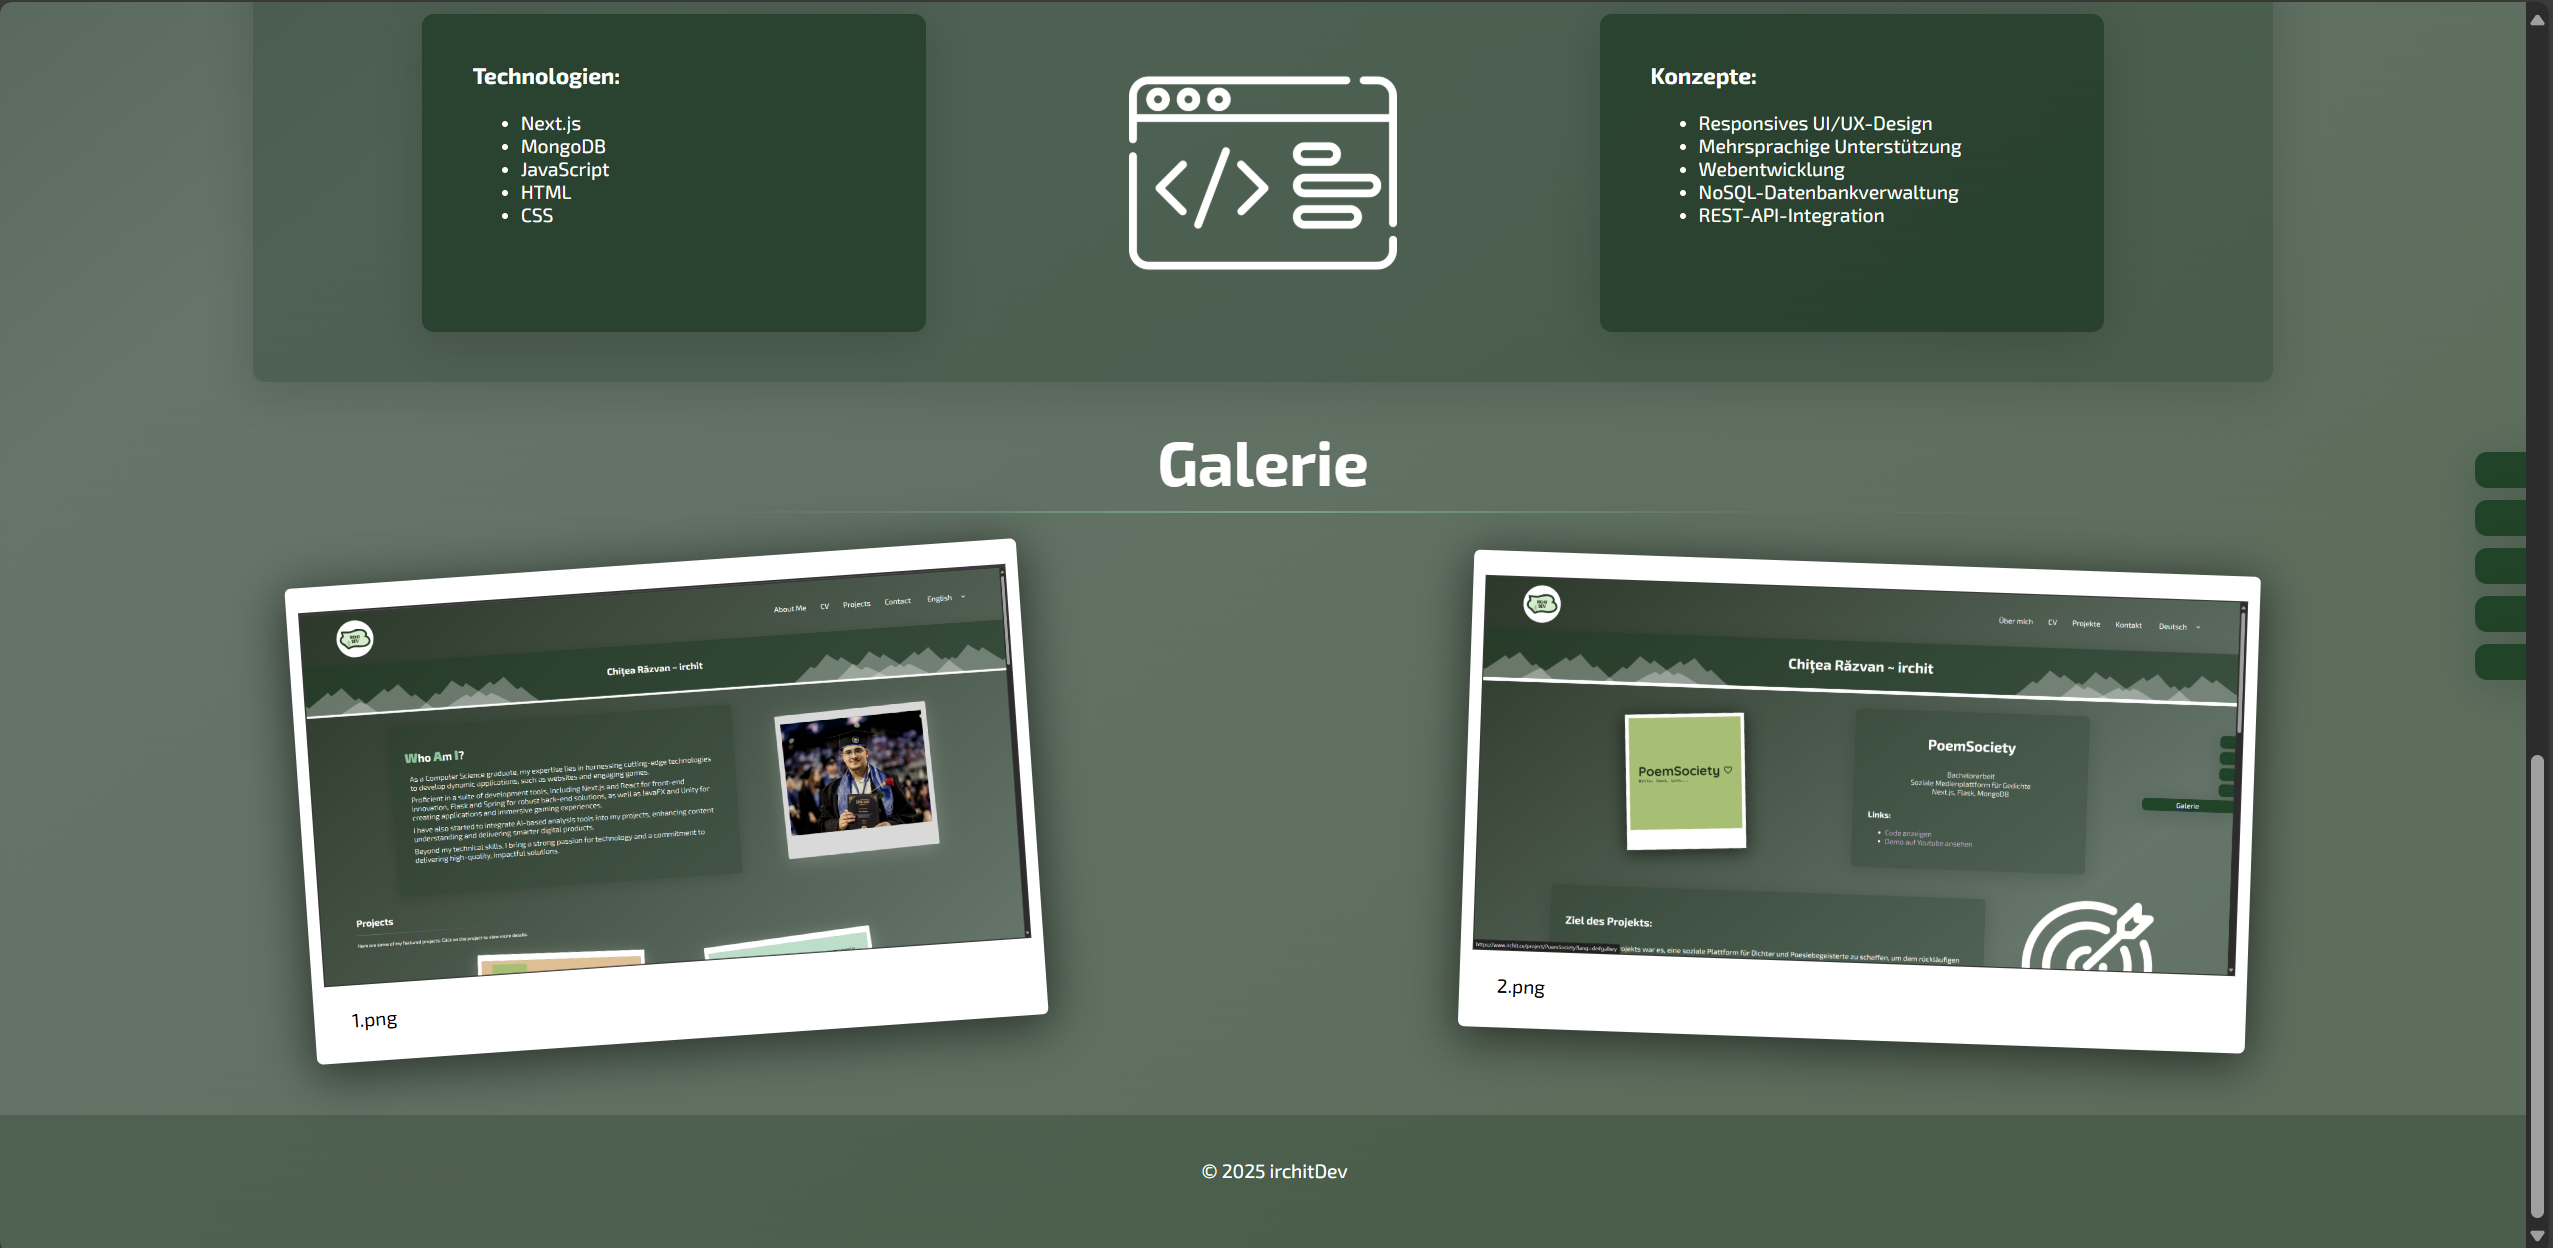 Technologien:
Next.js
MongoDB
JavaScript
HTML
CSS
Konzepte:
Responsives UI/UX-Design
Mehrsprachige Unterstützung
Webentwicklung
NoSQL-Datenbankverwaltung
REST-API-Integration
Galerie
About Me CV Projects Contact English
Chițea Răzvan ~ irchit
Who Am I?
As a Computer Science graduate, my expertise lies in harnessing cutting-edge technologies
to develop dynamic applications, such as websites and engaging games.
Proficient in a suite of development tools, including Next.js and React for front-end
innovation, Flask and Spring for robust back-end solutions, as well as JavaFX and Unity for
creating applications and immersive gaming experiences.
I have also started to integrate AI-based analysis tools into my projects, enhancing content
understanding and delivering smarter digital products.
Beyond my technical skills, I bring a strong passion for technology and a commitment to
delivering high-quality, impactful solutions.
Projects
Here are some of my featured projects. Click on the project to view more details.
1.png
Über mich CV Projekte Kontakt Deutsch
Chițea Răzvan ~ irchit
PoemSociety
Write. Read. Live...
PoemSociety
Bachelorarbeit
Soziale Medienplattform für Gedichte
Next.js, Flask, MongoDB
Links:
Code anzeigen
Demo auf Youtube ansehen
Galerie
Ziel des Projekts:
ojekts war es, eine soziale Plattform für Dichter und Poesiebegeisterte zu schaffen, um dem rückläufigen
2.png
© 2025 irchitDev